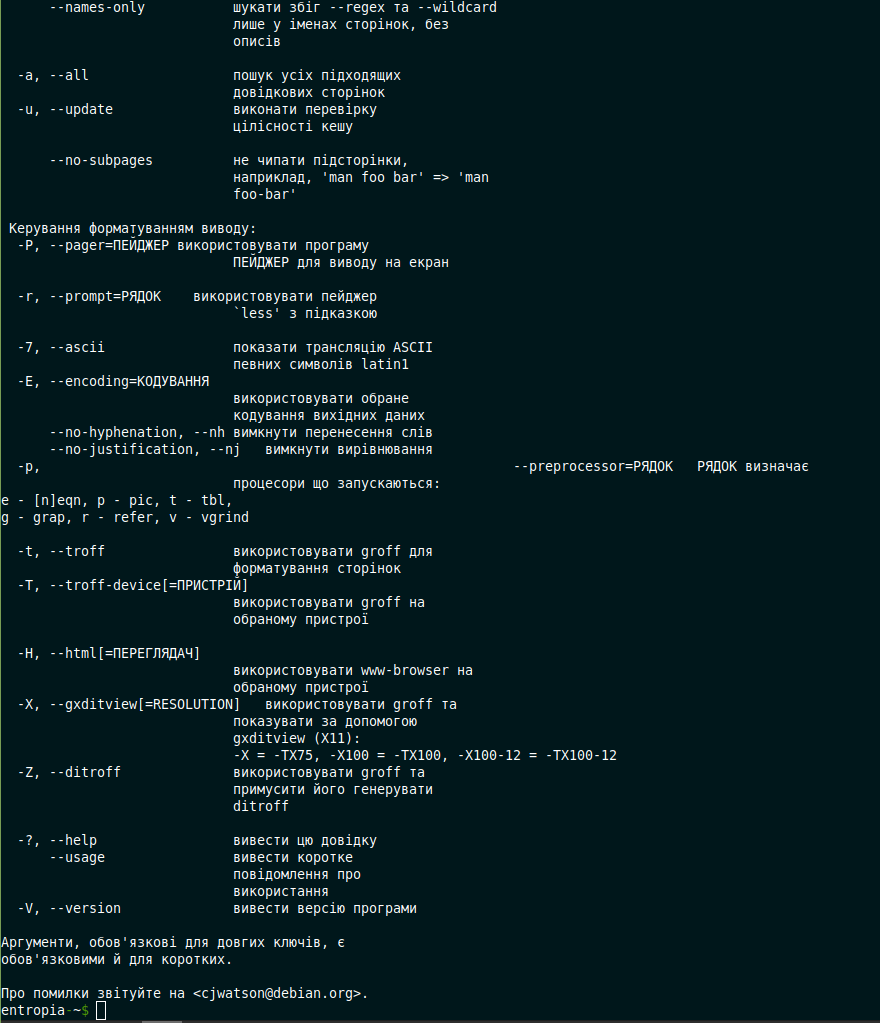 --names-only шукати збіг --regex та --wildcard
лише у іменах сторінок, без
описів
-a, --all пошук усіх підходящих
довідкових сторінок
-u, --update виконати перевірку
цілісності кешу
--no-subpages не чипати підсторінки,
наприклад, 'man foo bar' => 'man
foo-bar'
Керування форматуванням виводу:
-P, --pager=ПЕЙДЖЕР використовувати програму
ПЕЙДЖЕР для виводу на екран
-r, --prompt=РЯДОК використовувати пейджер
`less' з підказкою
-7, --ascii показати трансляцію ASCII
певних символів latin1
-E, --encoding=КОДУВАННЯ
використовувати обране
кодування вихідних даних
--no-hyphenation, --nh вимкнути перенесення слів
--no-justification, --nj вимкнути вирівнювання
-p, --preprocessor=РЯДОК РЯДОК визначає
процесори що запускаються:
e - [n]eqn, p - pic, t - tbl,
g - grap, r - refer, v - vgrind
-t, --troff використовувати groff для
форматування сторінок
-T, --troff-device[=ПРИСТРІЙ]
використовувати groff на
обраному пристрої
-H, --html[=ПЕРЕГЛЯДАЧ]
використовувати www-browser на
обраному пристрої
-X, --gxditview[=RESOLUTION] використовувати groff та
показувати за допомогою
gxditview (X11):
-X = -TX75, -X100 = -TX100, -X100-12 = -TX100-12
-Z, --ditroff використовувати groff та
примусити його генерувати
ditroff
-?, --help вивести цю довідку
--usage вивести коротке
повідомлення про
використання
-V, --version вивести версію програми
Аргументи, обов'язкові для довгих ключів, є
обов'язковими й для коротких.
Про помилки звітуйте на <cjwatson@debian.org>.
entropia-~$